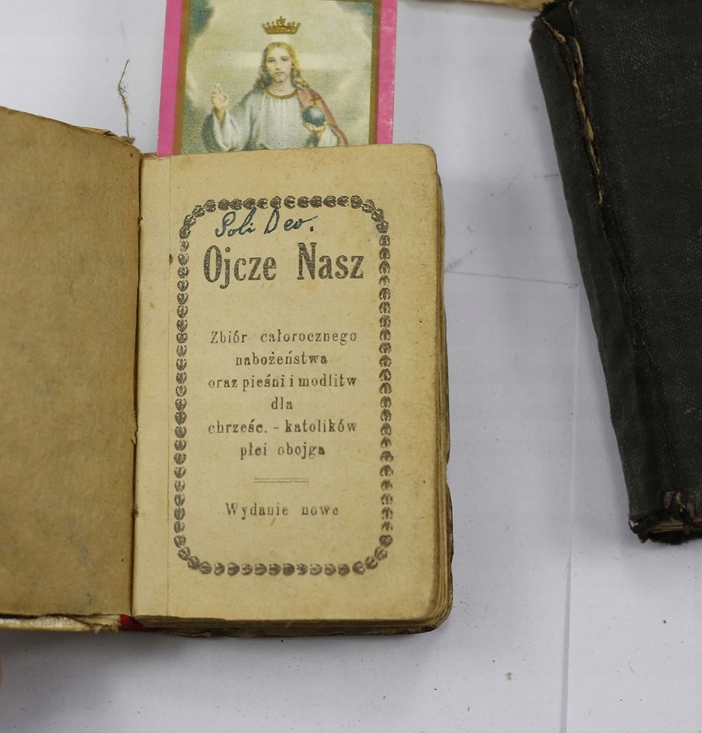 Soli Deo.
Ojcze Nasz
Zbiór całorocznego
nabożeństwa
oraz pieśni i modlitw
dla
chrześc. - katolików
płci obojga
Wydanie nowe